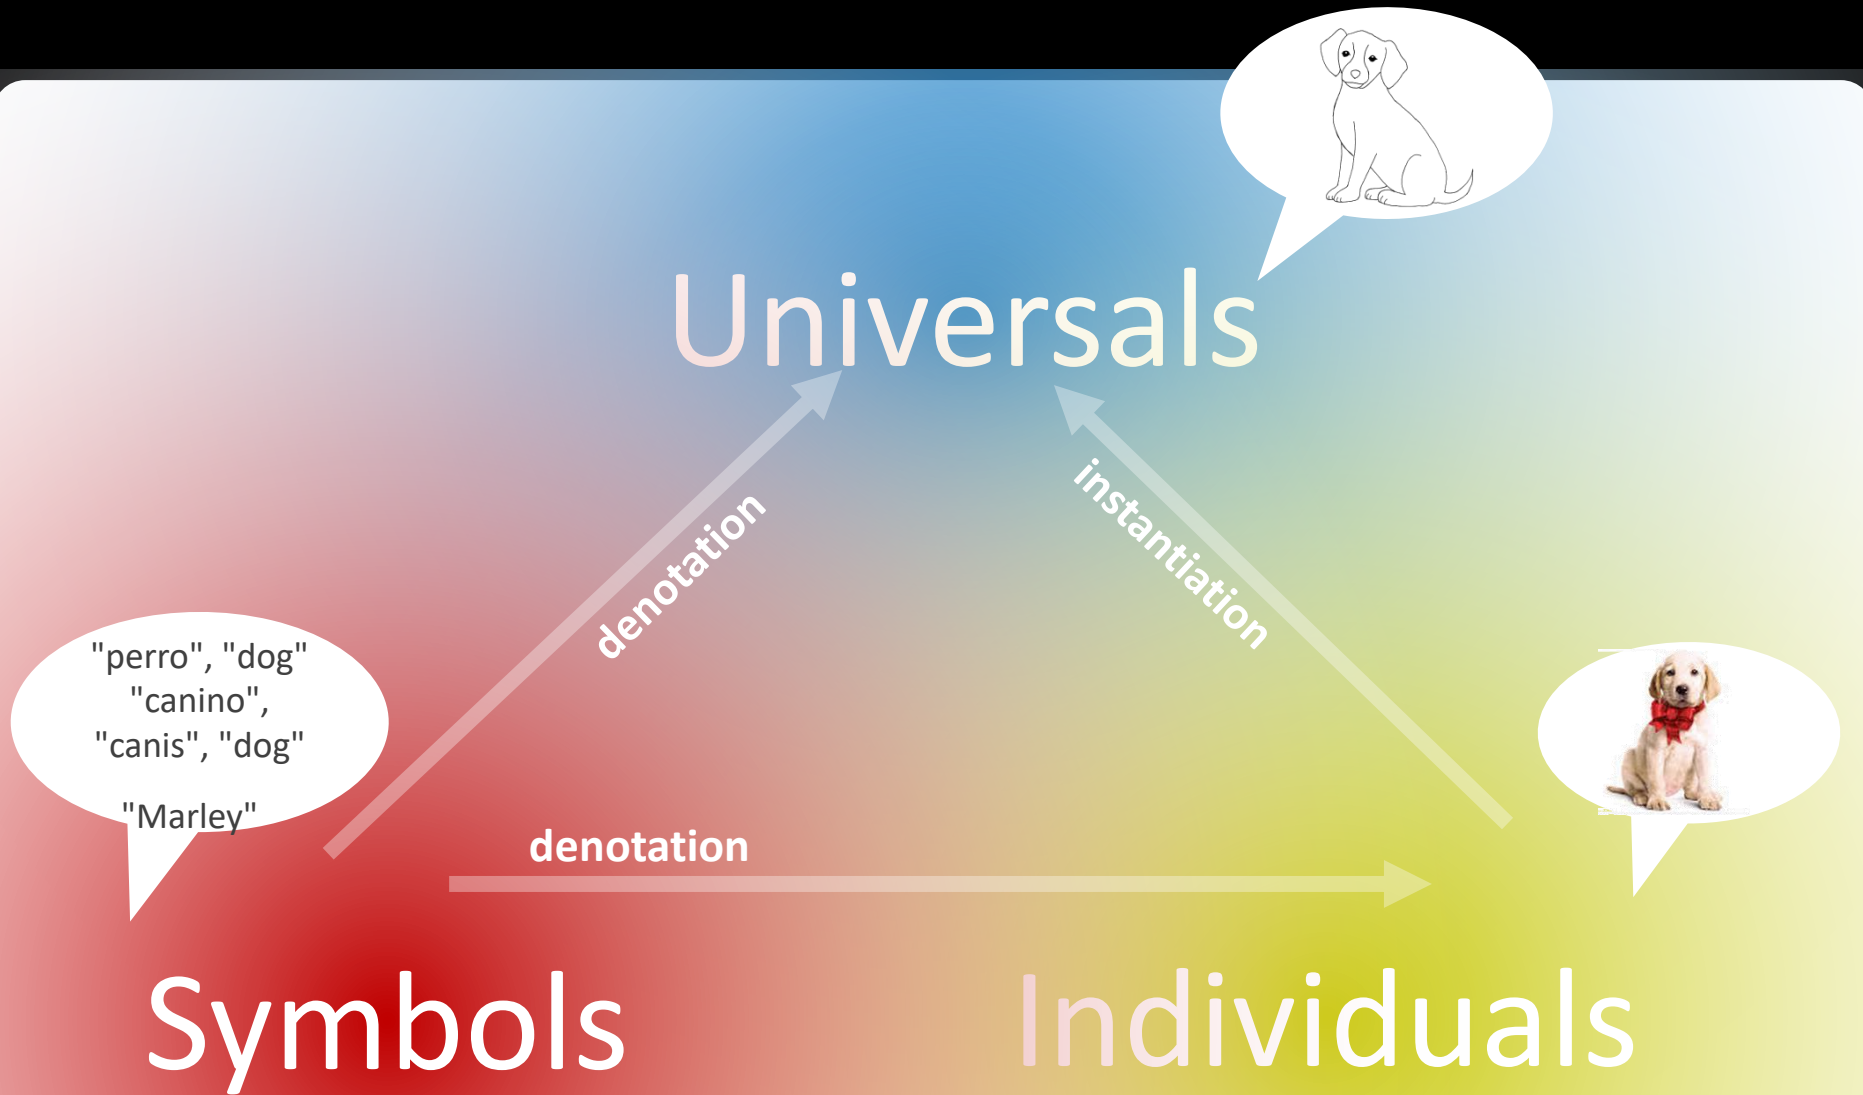 Universals
denotation
instantiation
"perro", "dog"
"canino",
"canis", "dog"
"Marley"
denotation
Symbols
Individuals